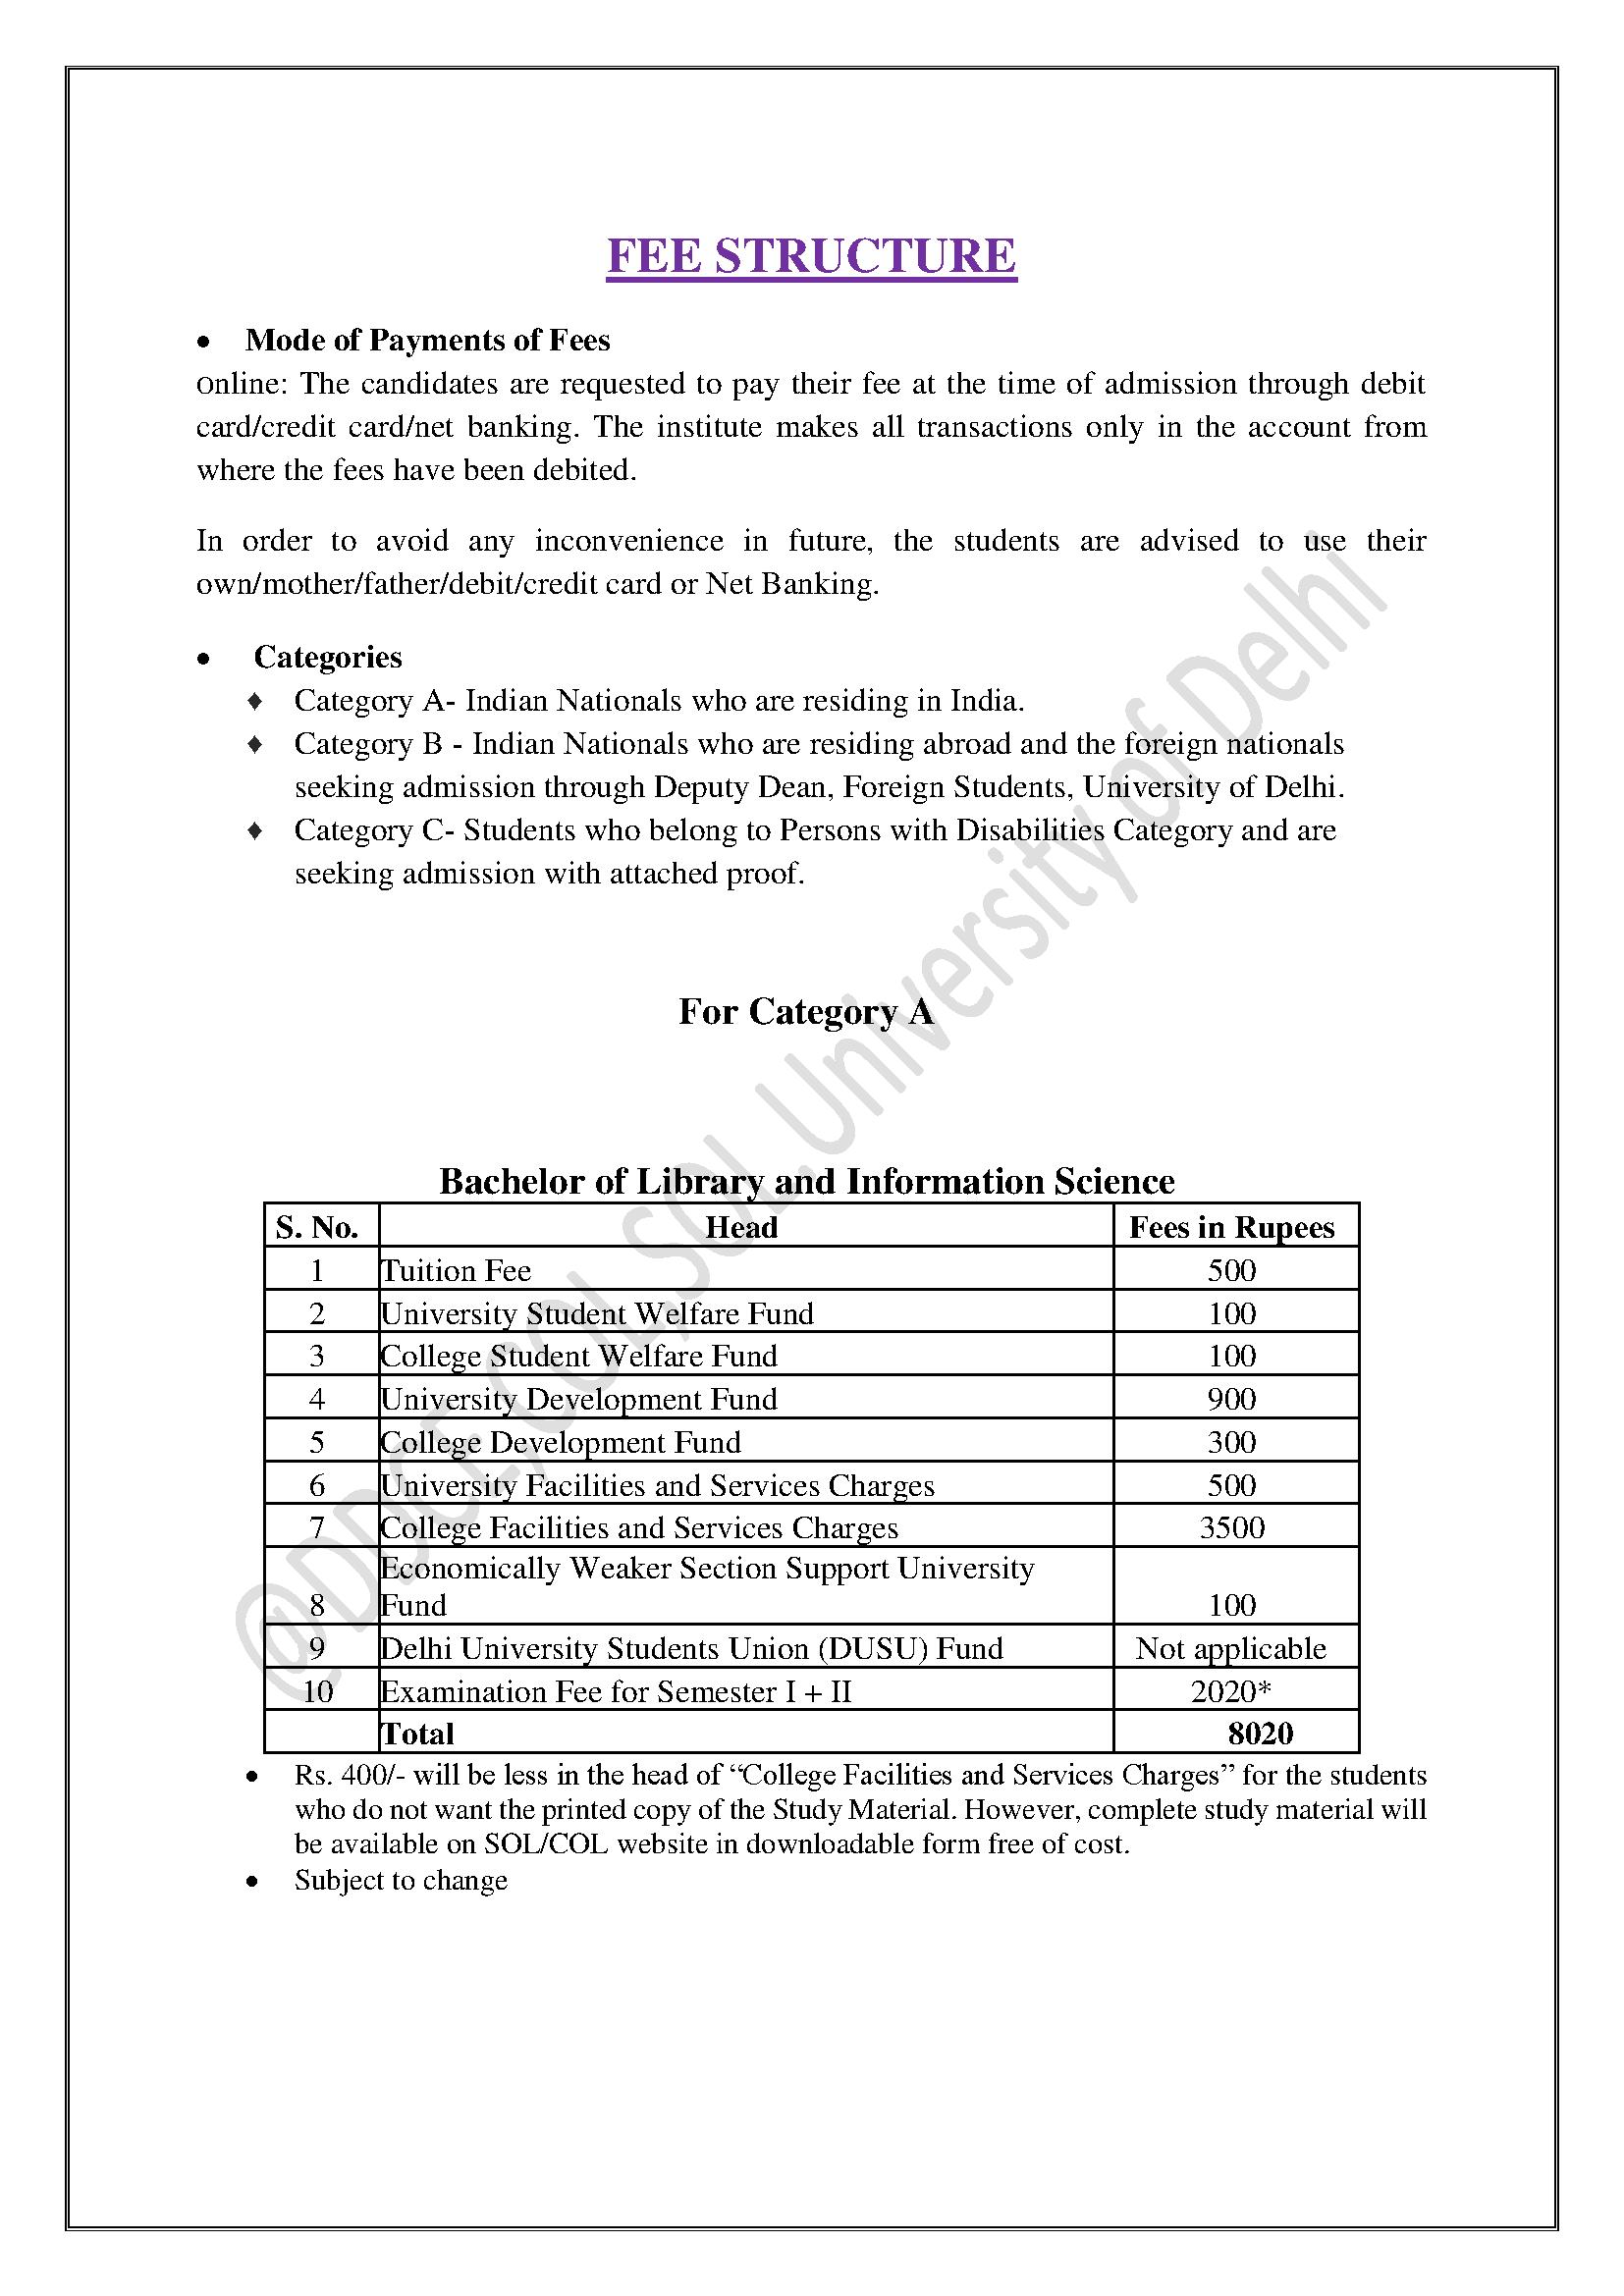 FEE STRUCTURE
• Mode of Payments of Fees
Online: The candidates are requested to pay their fee at the time of admission through debit
card/credit card/net banking. The institute makes all transactions only in the account from
where the fees have been debited.
In order to avoid any inconvenience in future, the students are advised to use their
own/mother/father/debit/credit card or Net Banking.
• Categories
♦ Category A- Indian Nationals who are residing in India.
♦ Category B - Indian Nationals who are residing abroad and the foreign nationals
seeking admission through Deputy Dean, Foreign Students, University of Delhi.
♦ Category C- Students who belong to Persons with Disabilities Category and are
seeking admission with attached proof.
For Category A
Bachelor of Library and Information Science
S. No. Head Fees in Rupees
1 Tuition Fee 500
2 University Student Welfare Fund 100
3 College Student Welfare Fund 100
4 University Development Fund 900
5 College Development Fund 300
6 University Facilities and Services Charges 500
7 College Facilities and Services Charges 3500
Economically Weaker Section Support University
8 Fund 100
9 Delhi University Students Union (DUSU) Fund Not applicable
10 Examination Fee for Semester I + II 2020*
Total 8020
• Rs. 400/- will be less in the head of “College Facilities and Services Charges” for the students
who do not want the printed copy of the Study Material. However, complete study material will
be available on SOL/COL website in downloadable form free of cost.
• Subject to change
@DDCE,COL,SOL.University of Delhi